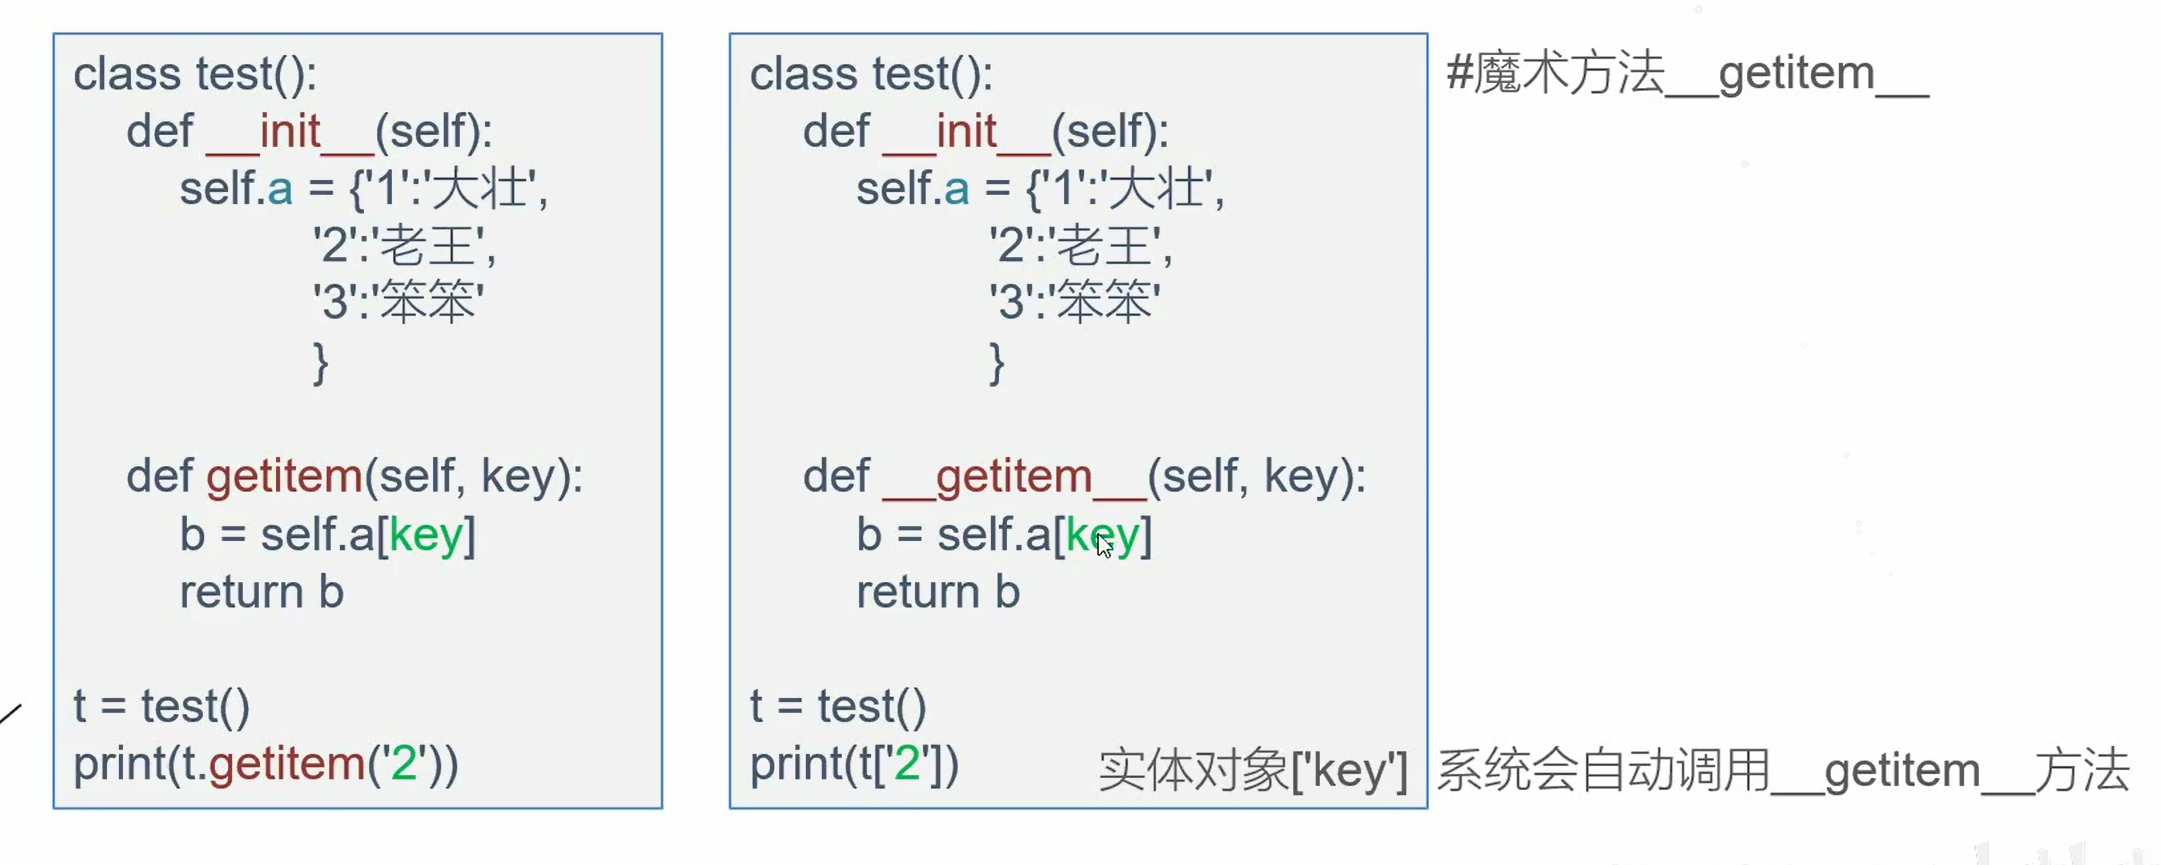 class test():
def __init__(self):
self.a = {'1':'大壮',
'2':'老王',
'3':'笨笨'
}
def getitem(self, key):
b = self.a[key]
return b
t = test()
print(t.getitem('2'))
class test():
def __init__(self):
self.a = {'1':'大壮',
'2':'老王',
'3':'笨笨'
}
def __getitem__(self, key):
b = self.a[key]
return b
t = test()
print(t['2'])
实体对象['key'] 系统会自动调用__getitem__方法
#魔术方法__getitem__